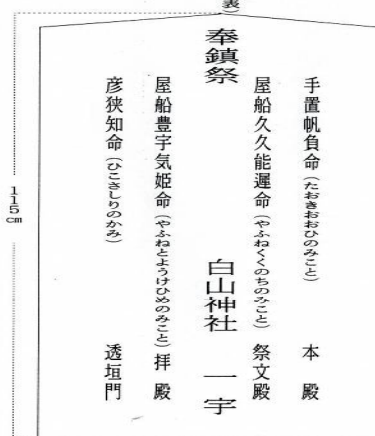 表
手置帆負命(たおきおおひのみこと) 本殿
屋船久久能遅命(やふねくくのちのみこと) 祭文殿
奉鎮祭 白山神社 一宇
屋船豊宇気姫命(やふねとようけひめのみこと) 拝殿
彦狭知命(ひこさしりのかみ) 透垣門
115cm